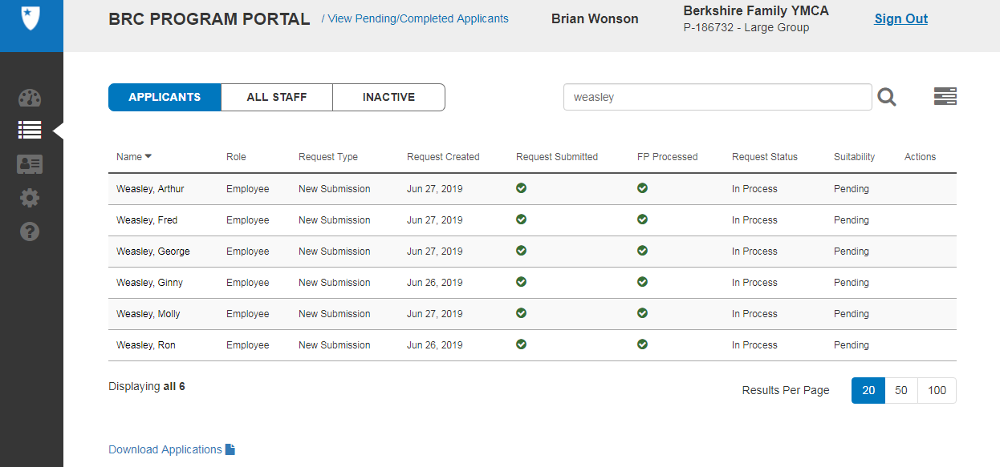 BRC PROGRAM PORTAL / View Pending/Completed Applicants Brian Wonson Berkshire Family YMCA Sign Out
P-186732 - Large Group
APPLICANTS ALL STAFF INACTIVE weasley
Name Role Request Type Request Created Request Submitted FP Processed Request Status Suitability Actions
Weasley, Arthur Employee New Submission Jun 27, 2019 In Process Pending
Weasley, Fred Employee New Submission Jun 27, 2019 In Process Pending
Weasley, George Employee New Submission Jun 27, 2019 In Process Pending
Weasley, Ginny Employee New Submission Jun 26, 2019 In Process Pending
Weasley, Molly Employee New Submission Jun 27, 2019 In Process Pending
Weasley, Ron Employee New Submission Jun 26, 2019 In Process Pending
Displaying all 6
Results Per Page 20 50 100
Download Applications